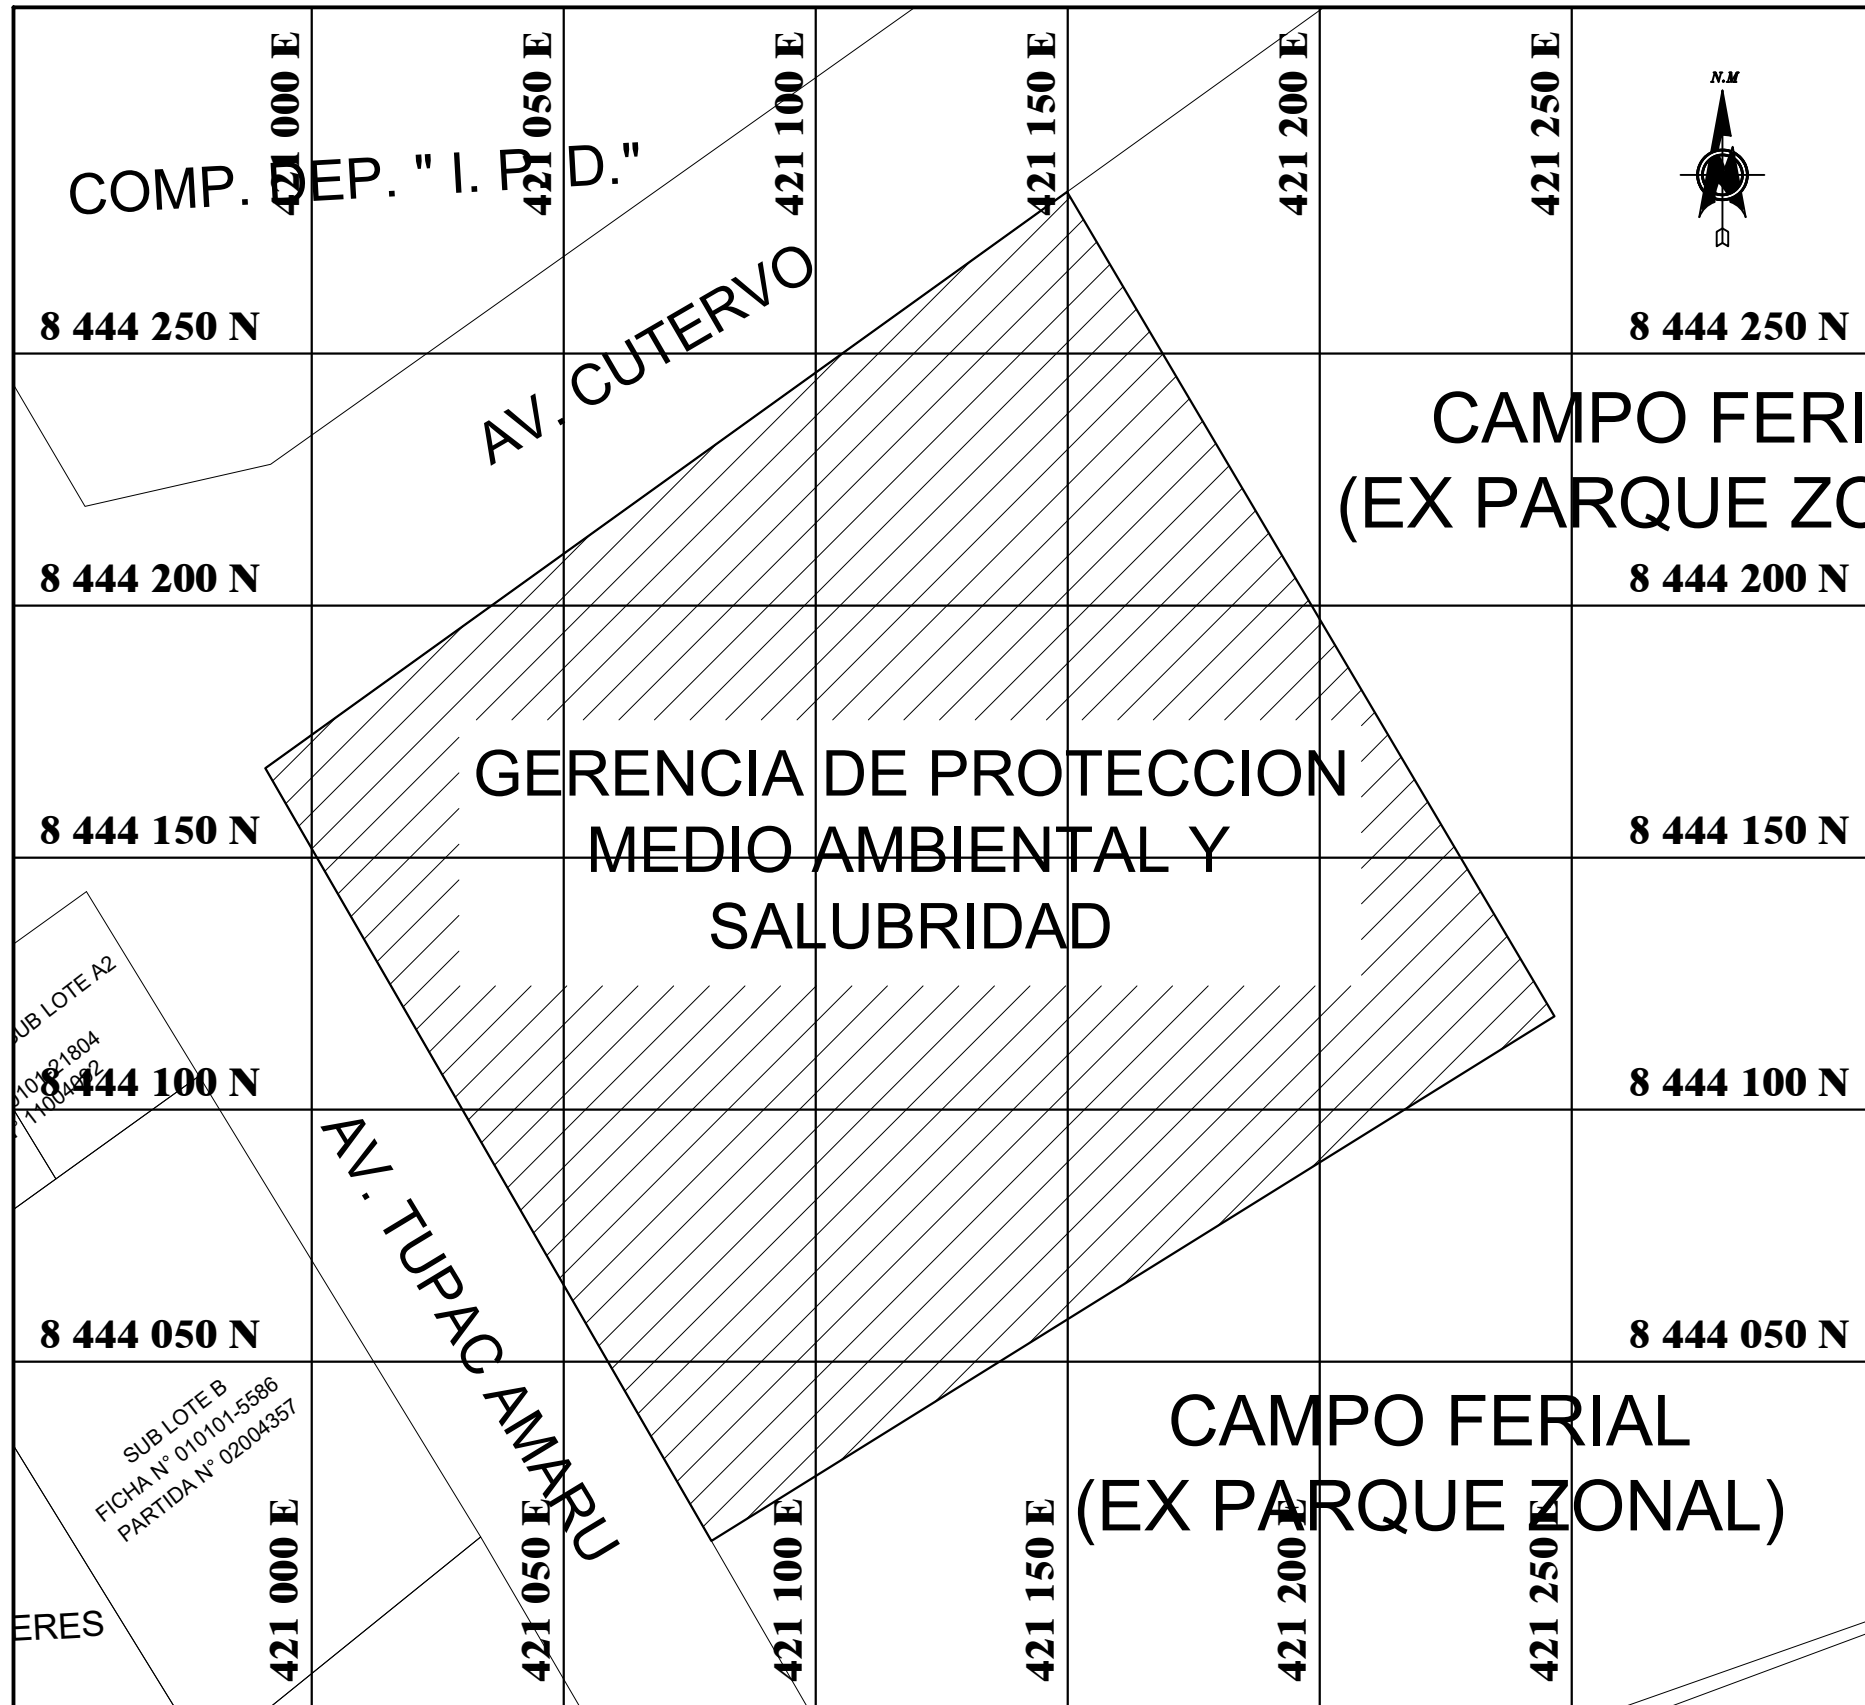 421 000 E
421 050 E
421 100 E
421 150 E
421 200 E
421 250 E
N.M
COMP. DEP. " I. P. D."
AV. CUTERVO
8 444 250 N
8 444 250 N
CAMPO FERI
(EX PARQUE ZO
8 444 200 N
8 444 200 N
GERENCIA DE PROTECCION
MEDIO AMBIENTAL Y
SALUBRIDAD
8 444 150 N
8 444 150 N
SUB LOTE A2
0101-21804
8 444 100 N
8 444 100 N
AV. TUPAC AMARU
8 444 050 N
8 444 050 N
SUB LOTE B
FICHA N° 010101-5586
PARTIDA N° 02004357
CAMPO FERIAL
(EX PARQUE ZONAL)
ERES
421 000 E
421 050 E
421 100 E
421 150 E
421 200 E
421 250 E